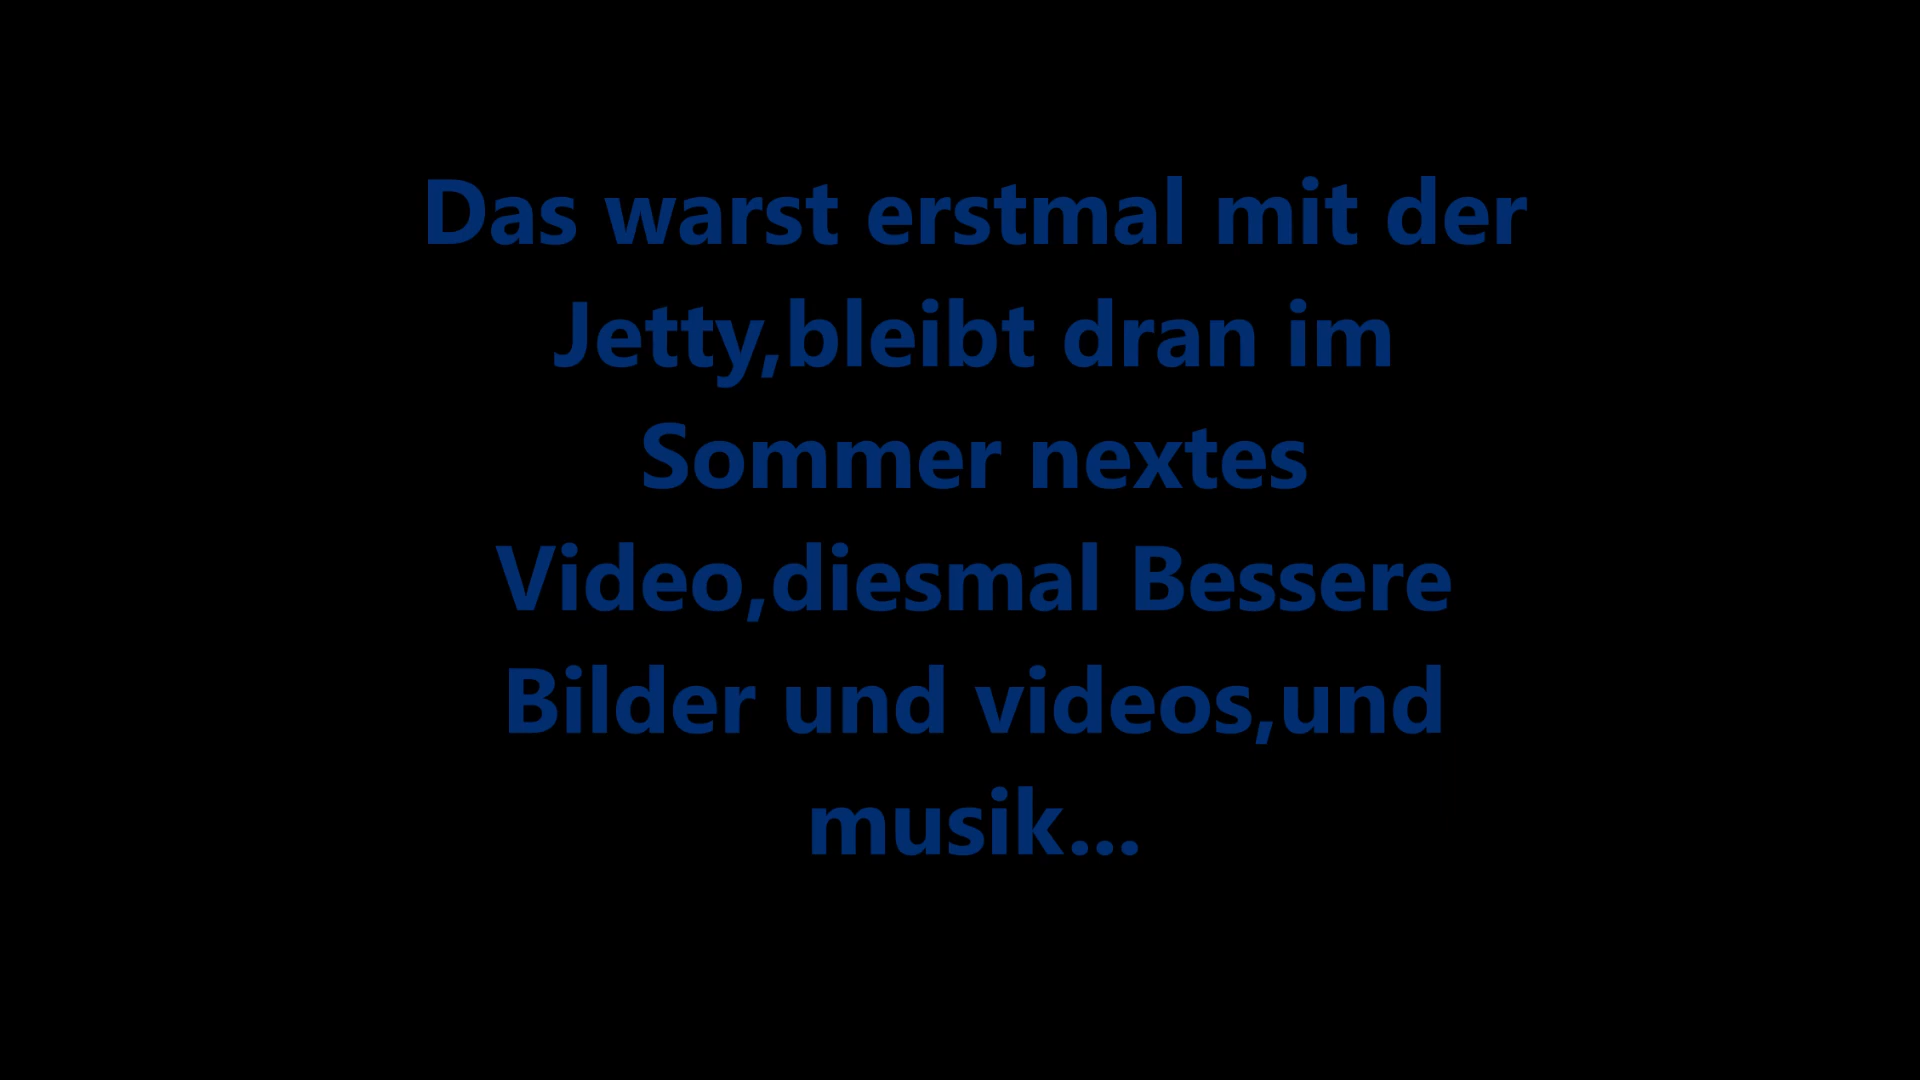 Das warst erstmal mit der
Jetty,bleibt dran im
Sommer nextes
Video,diesmal Bessere
Bilder und videos,und
musik...